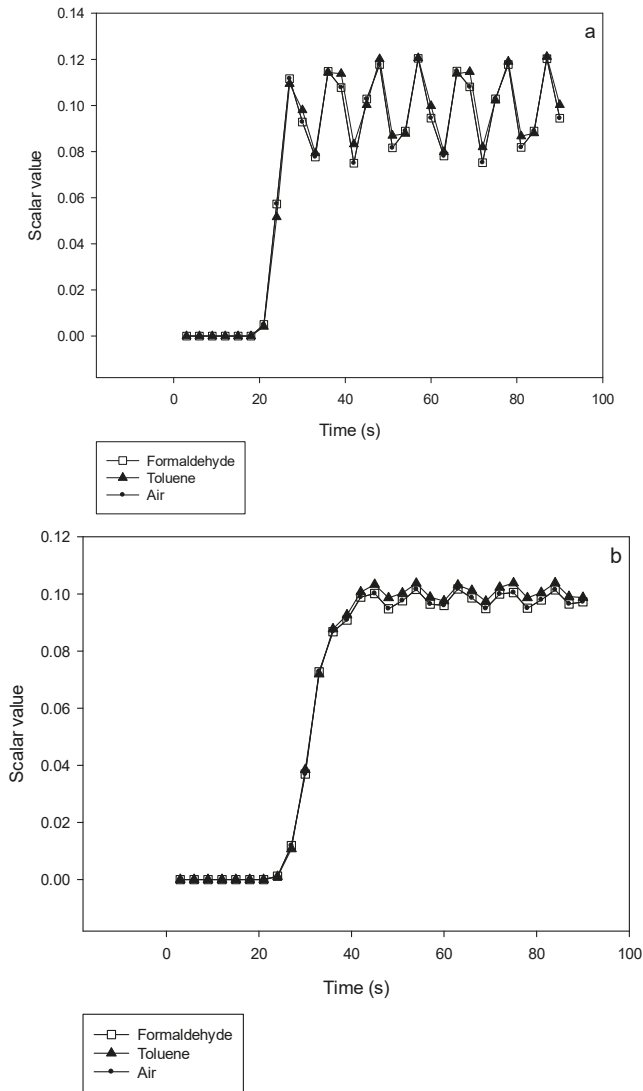 a
0.14
0.12
0.10
0.08
0.06
0.04
0.02
0.00
Scalar value
0 20 40 60 80 100
Time (s)
Formaldehyde
Toluene
Air
b
0.12
0.10
0.08
0.06
0.04
0.02
0.00
Scalar value
0 20 40 60 80 100
Time (s)
Formaldehyde
Toluene
Air